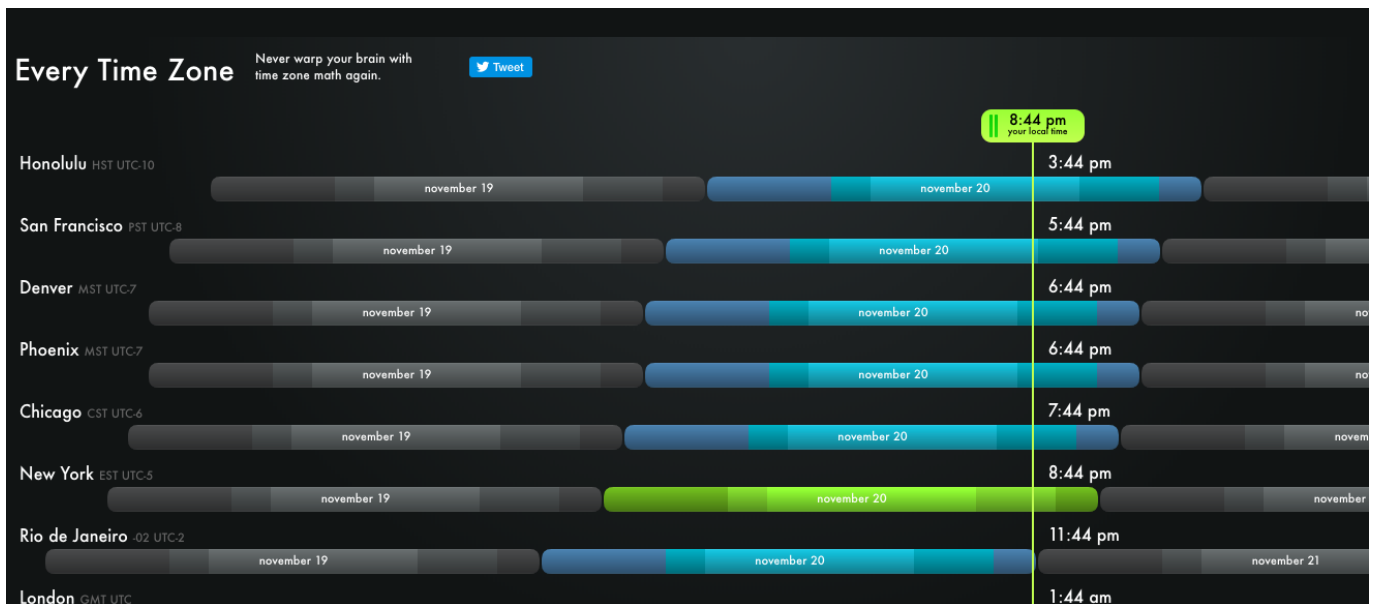 Every Time Zone
Never warp your brain with
time zone math again.
Tweet
8:44 pm
your local time
Honolulu HST UTC-10
3:44 pm
november 19
november 20
San Francisco PST UTC-8
5:44 pm
november 19
november 20
Denver MST UTC-7
6:44 pm
november 19
november 20
no
Phoenix MST UTC-7
6:44 pm
november 19
november 20
no
Chicago CST UTC-6
7:44 pm
november 19
november 20
novem
New York EST UTC-5
8:44 pm
november 19
november 20
november
Rio de Janeiro -02 UTC-2
11:44 pm
november 19
november 20
november 21
London GMT UTC
1:44 am